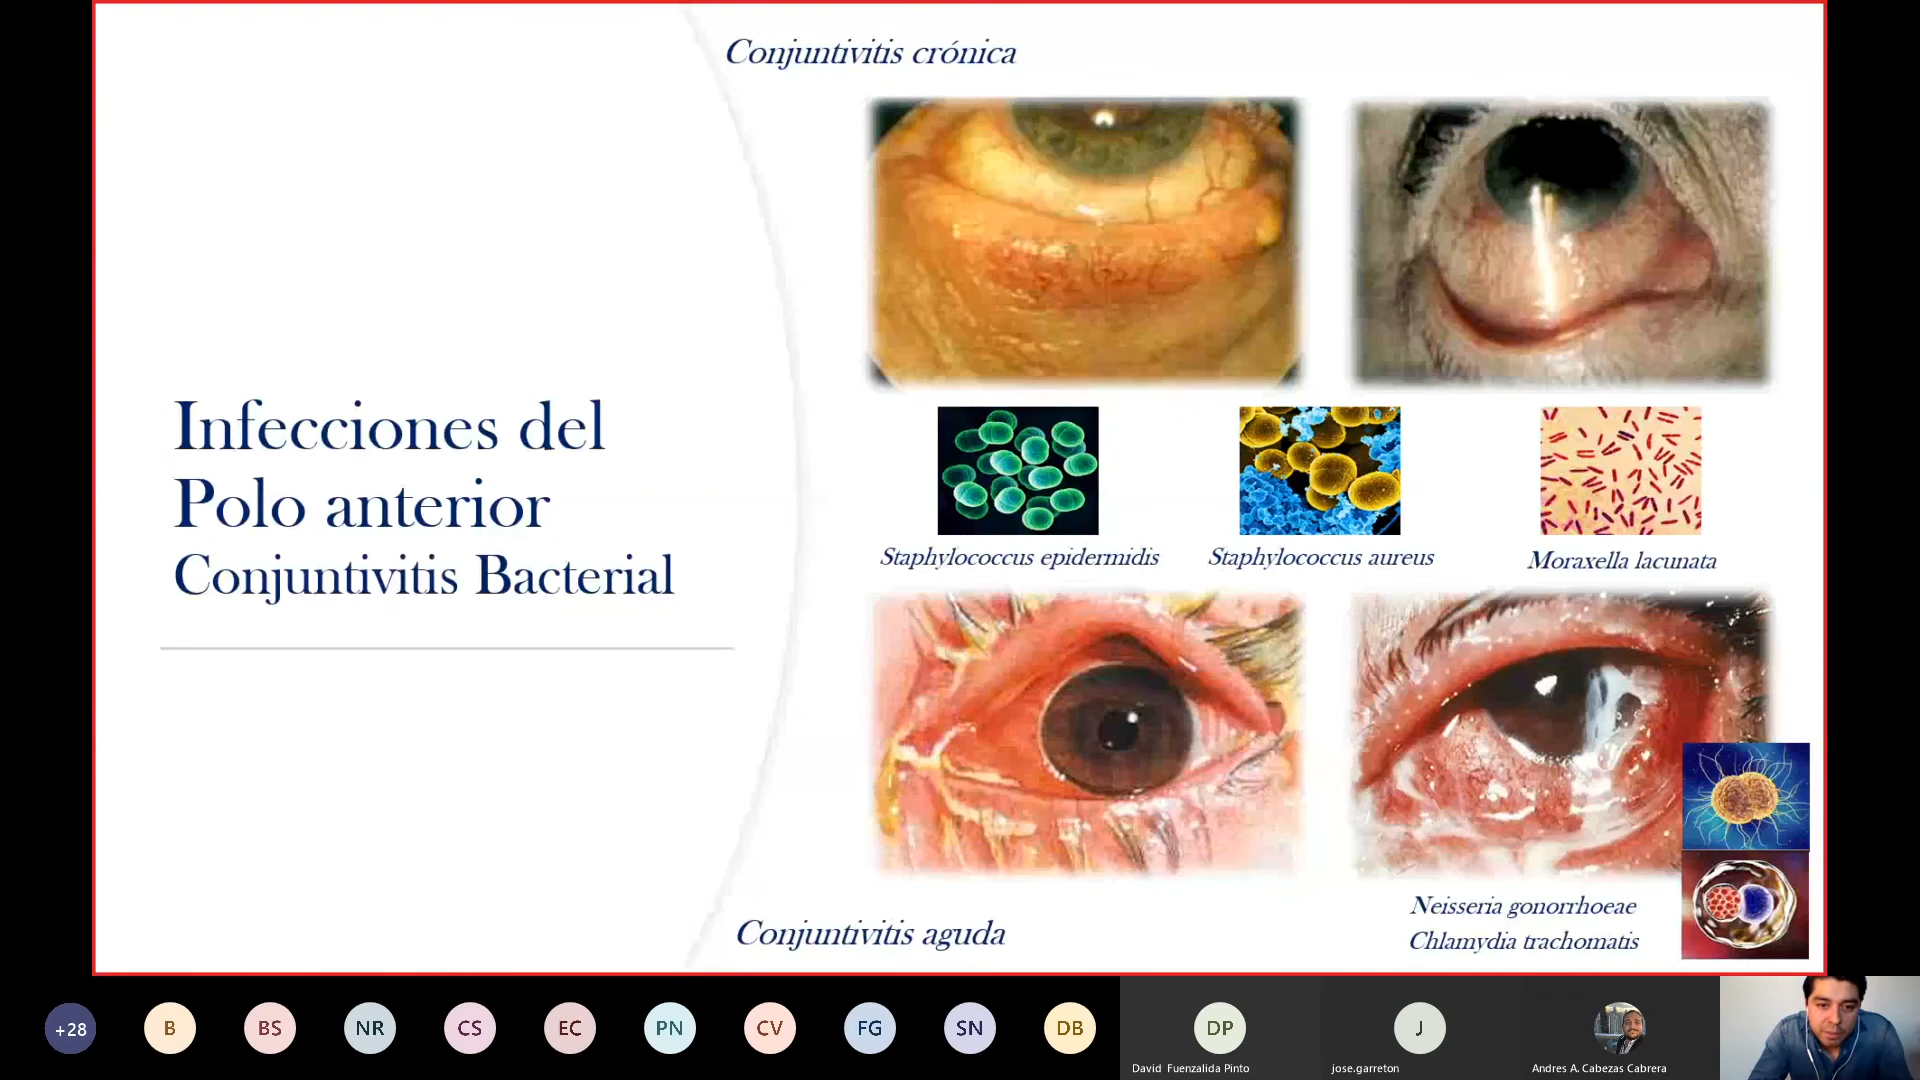 Conjuntivitis crónica
Infecciones del
Polo anterior
Conjuntivitis Bacterial
Staphylococcus epidermidis
Staphylococcus aureus
Moraxella lacunata
Conjuntivitis aguda
Neisseria gonorrhoeae
Chlamydia trachomatis
+28
B
BS
NR
CS
EC
PN
CV
FG
SN
DB
DP
David Fuenzalida Pinto
J
jose.garreton
Andres A. Cabezas Cabrera